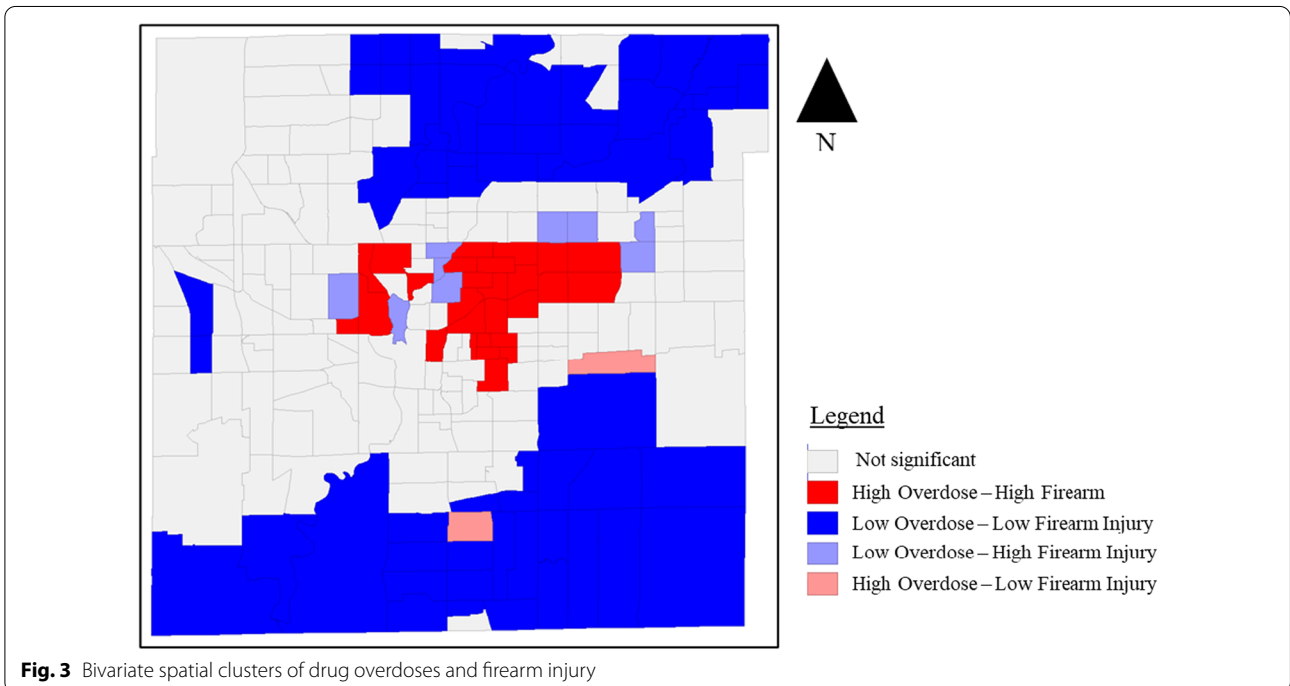 N
Legend
Not significant
High Overdose – High Firearm
Low Overdose – Low Firearm Injury
Low Overdose – High Firearm Injury
High Overdose – Low Firearm Injury
Fig. 3 Bivariate spatial clusters of drug overdoses and firearm injury